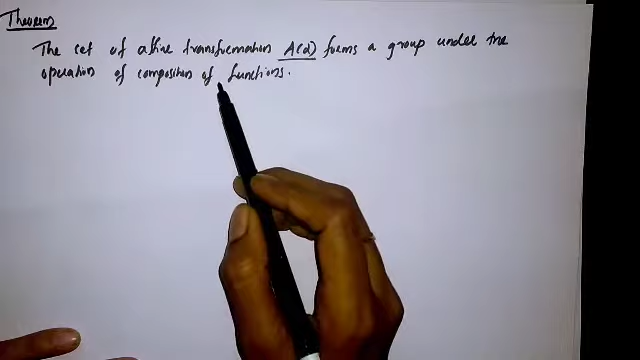 Theorem
The set of affine transformation A(2) forms a group under the
operation of composition of functions.